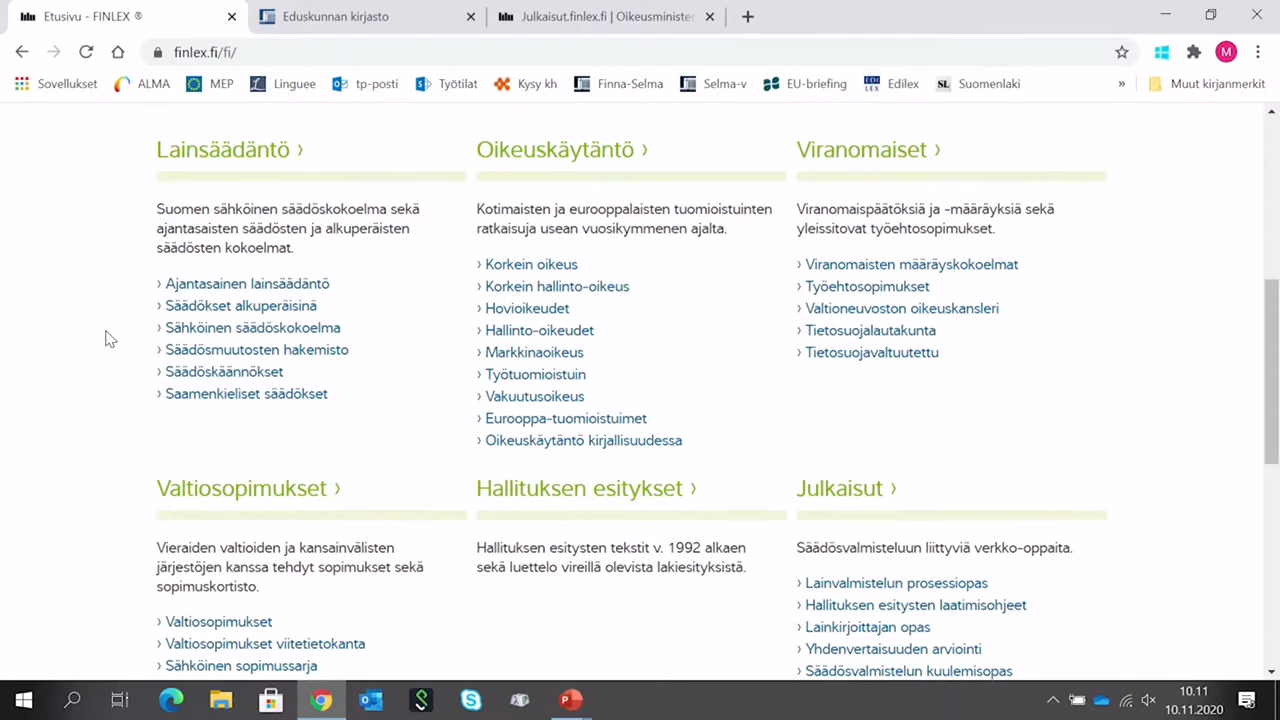 Etusivu - FINLEX ®
Eduskunnan kirjasto
Julkaisut.finlex.fi | Oikeusminister
finlex.fi/fi/
M
Sovellukset
ALMA
MEP
Linguee
tp-posti
Työtilat
Kysy kh
Finna-Selma
Selma-v
EU-briefing
EDI
LEX
Edilex
SL
Suomenlaki
»
Muut kirjanmerkit
Lainsäädäntö ›
Suomen sähköinen säädöskokoelma sekä
ajantasaisten säädösten ja alkuperäisten
säädösten kokoelmat.
› Ajantasainen lainsäädäntö
› Säädökset alkuperäisinä
› Sähköinen säädöskokoelma
› Säädösmuutosten hakemisto
› Säädöskäännökset
› Saamenkieliset säädökset
Oikeuskäytäntö ›
Kotimaisten ja eurooppalaisten tuomioistuinten
ratkaisuja usean vuosikymmenen ajalta.
› Korkein oikeus
› Korkein hallinto-oikeus
› Hovioikeudet
› Hallinto-oikeudet
› Markkinaoikeus
› Työtuomioistuin
› Vakuutusoikeus
› Eurooppa-tuomioistuimet
› Oikeuskäytäntö kirjallisuudessa
Viranomaiset ›
Viranomaispäätöksiä ja -määräyksiä sekä
yleissitovat työehtosopimukset.
› Viranomaisten määräyskokoelmat
› Työehtosopimukset
› Valtioneuvoston oikeuskansleri
› Tietosuojalautakunta
› Tietosuojavaltuutettu
Valtiosopimukset ›
Vieraiden valtioiden ja kansainvälisten
järjestöjen kanssa tehdyt sopimukset sekä
sopimuskortisto.
› Valtiosopimukset
› Valtiosopimukset viitetietokanta
› Sähköinen sopimussarja
Hallituksen esitykset ›
Hallituksen esitysten tekstit v. 1992 alkaen
sekä luettelo vireillä olevista lakiesityksistä.
Julkaisut ›
Säädösvalmisteluun liittyviä verkko-oppaita.
› Lainvalmistelun prosessiopas
› Hallituksen esitysten laatimisohjeet
› Lainkirjoittajan opas
› Yhdenvertaisuuden arviointi
› Säädösvalmistelun kuulemisopas
10.11
10.11.2020